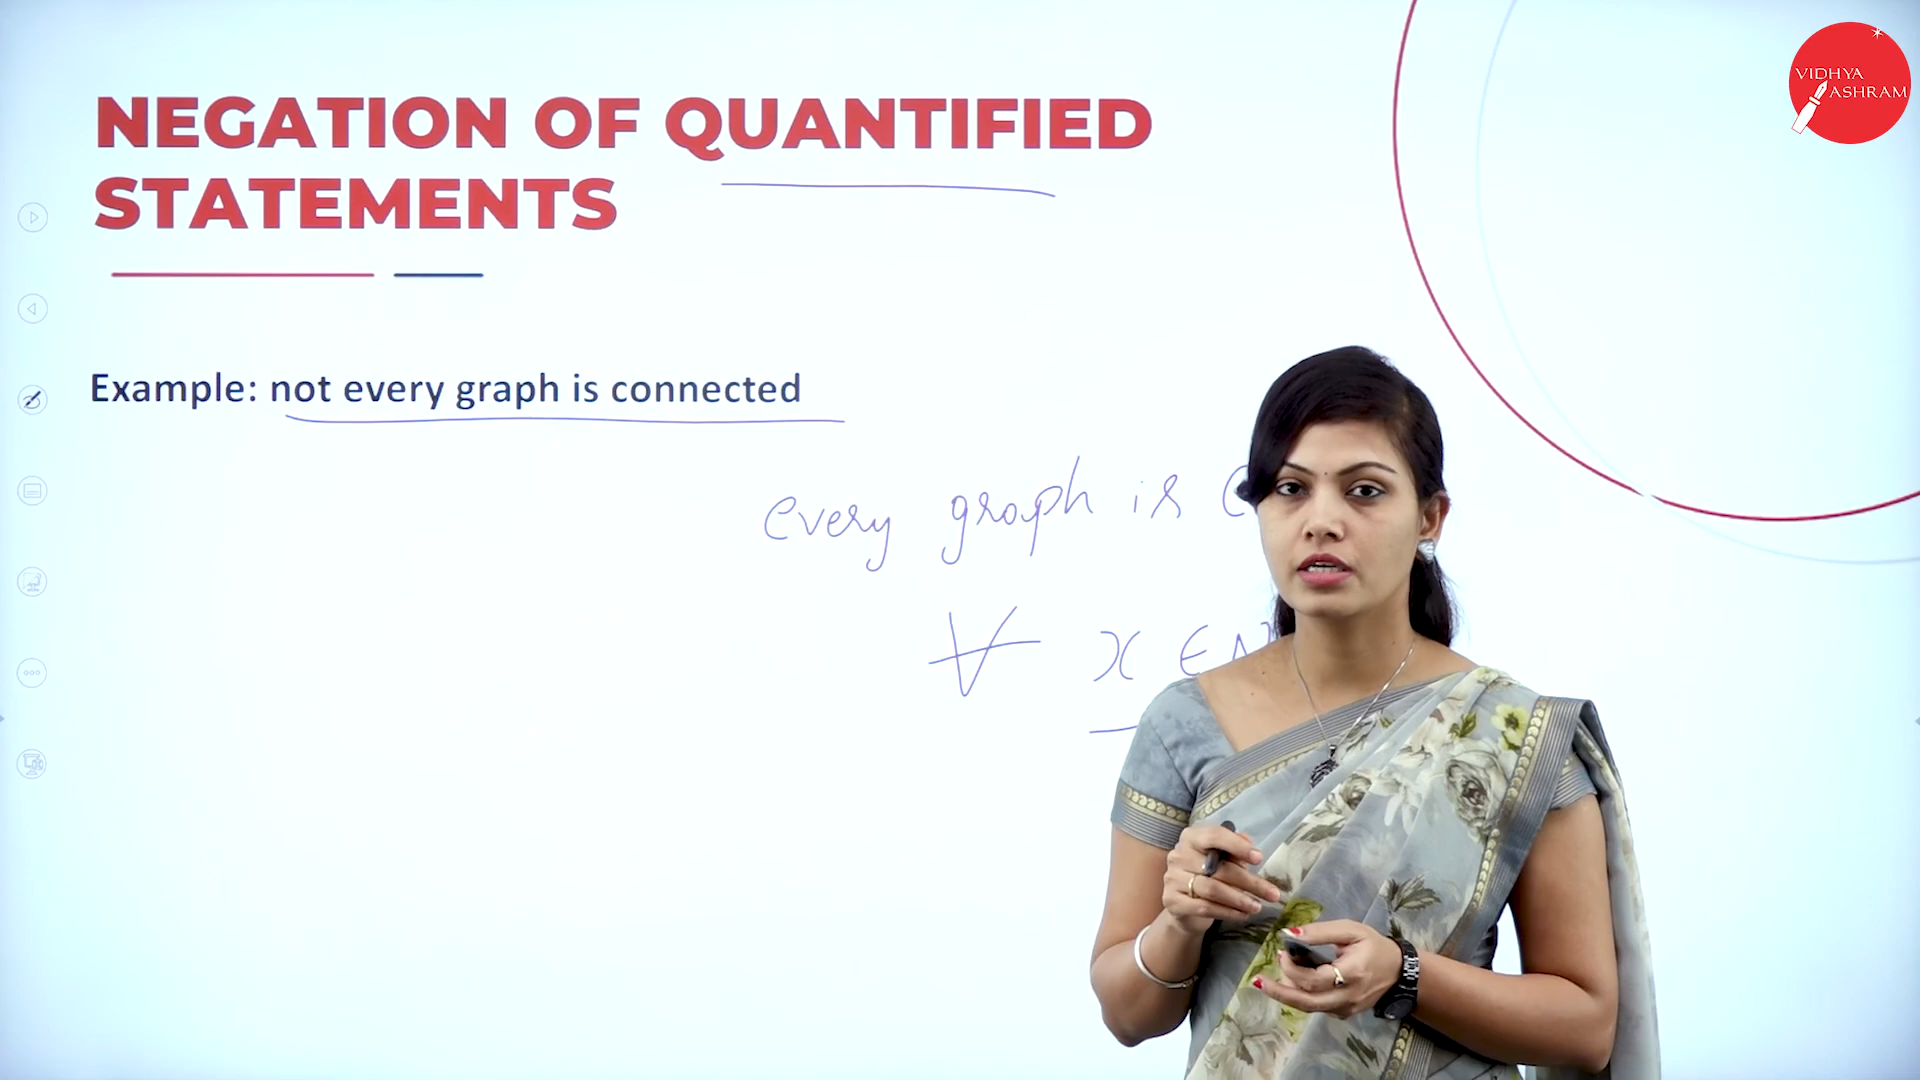 VIDHYA
ASHRAM
NEGATION OF QUANTIFIED
STATEMENTS
Example: not every graph is connected
every graph is
∀ x ∈ N